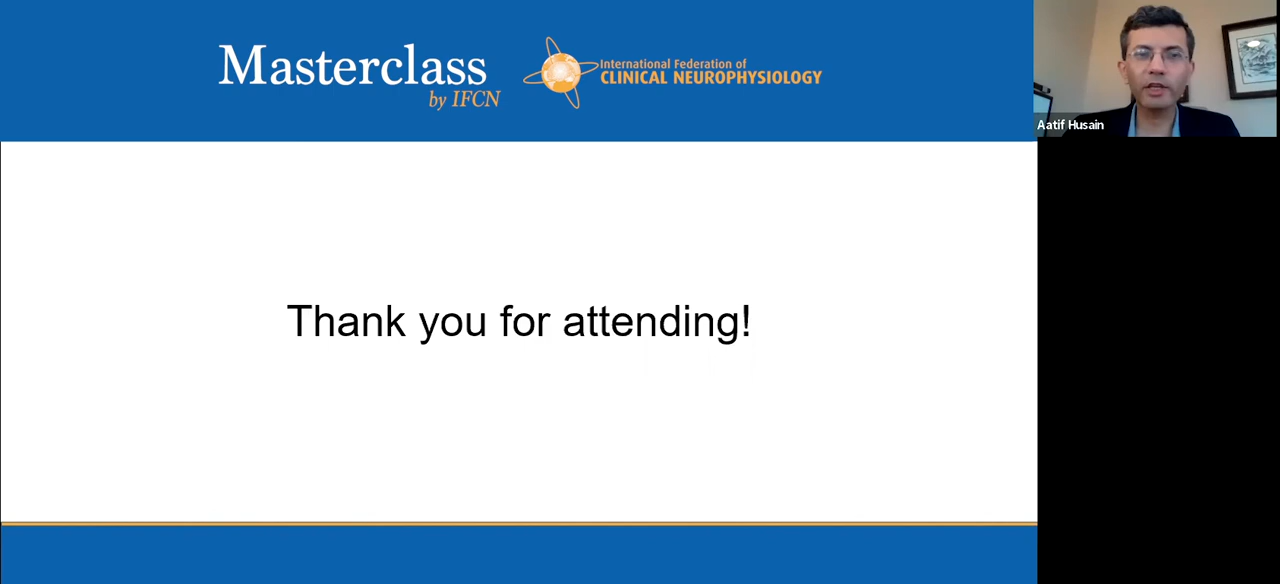 Masterclass
by IFCN
International Federation of
CLINICAL NEUROPHYSIOLOGY
Aatif Husain
Thank you for attending!